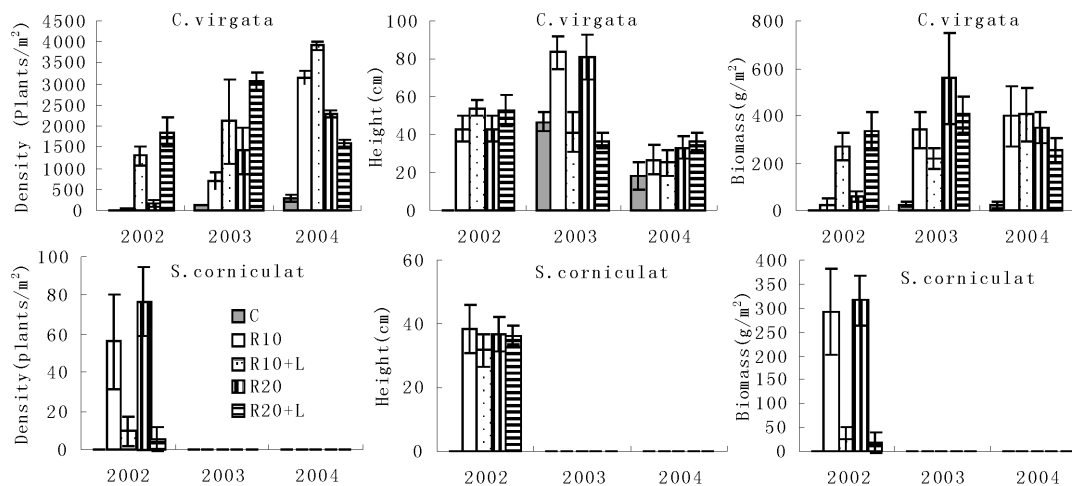 C.virgata
Density (Plants/m²)
4500
4000
3500
3000
2500
2000
1500
1000
500
0
2002 2003 2004
C.virgata
Height(cm)
100
80
60
40
20
0
2002 2003 2004
C.virgata
Biomass(g/m²)
800
600
400
200
0
2002 2003 2004
S.corniculat
Density(plants/m²)
100
80
60
40
20
0
C
R10
R10+L
R20
R20+L
2002 2003 2004
S.corniculat
Height(cm)
60
40
20
0
2002 2003 2004
S.corniculat
Biomass(g/m²)
400
350
300
250
200
150
100
50
0
2002 2003 2004